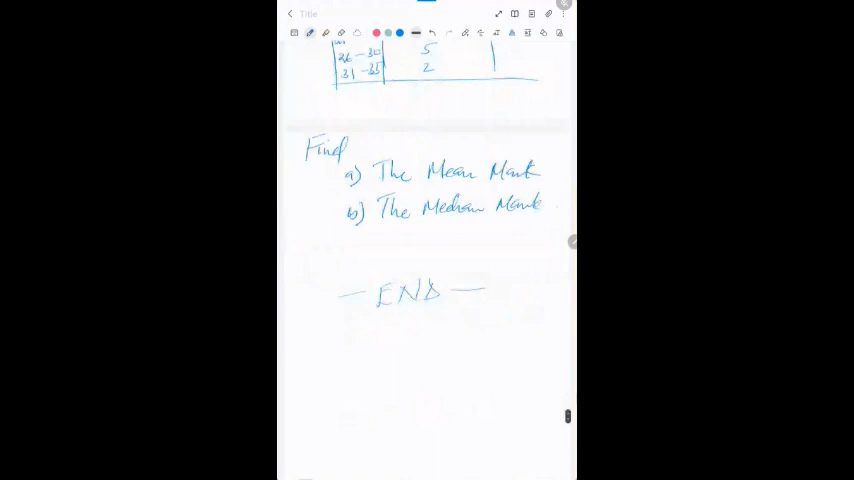 Title
26-30 5
31-35 2
Find
a) The Mean Mark
b) The Median Mark
- END -